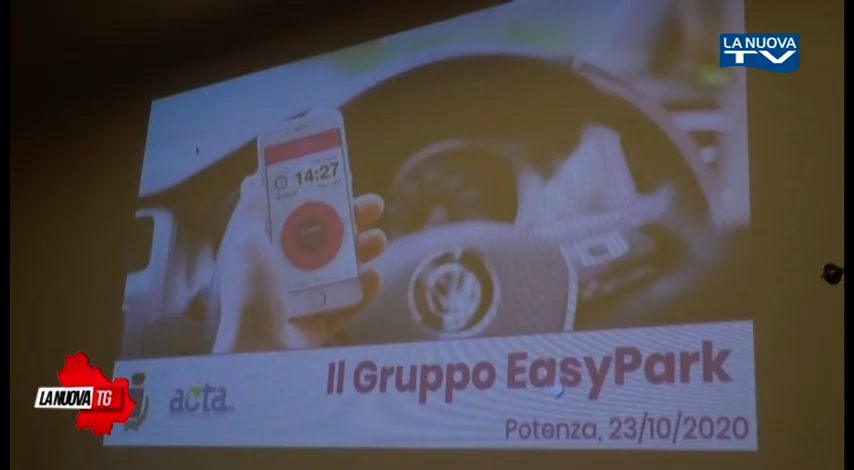 LA NUOVA
TV
14:27
Il Gruppo EasyPark
acta
Potenza, 23/10/2020
LA NUOVA TG